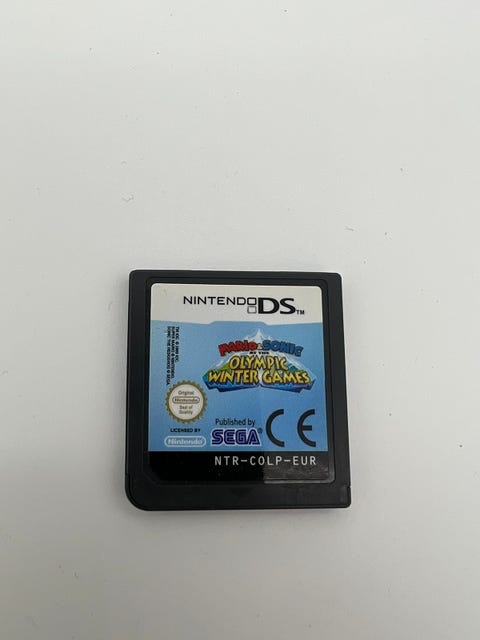 NINTENDO DS™
MARIO & SONIC
AT THE
OLYMPIC
WINTER GAMES
Original
Nintendo
Seal of
Quality
LICENSED BY
Nintendo
Published by
SEGA
CE
NTR-COLP-EUR